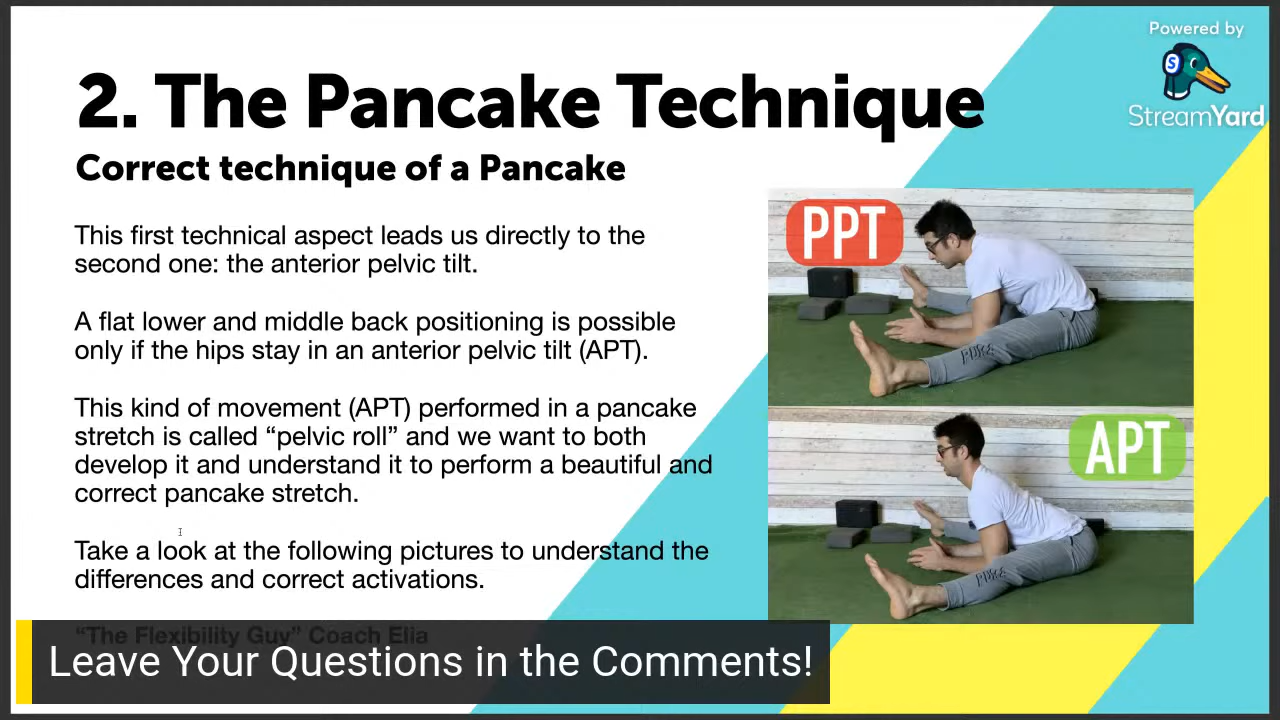 Powered by
S
StreamYard
2. The Pancake Technique
Correct technique of a Pancake
This first technical aspect leads us directly to the
second one: the anterior pelvic tilt.
A flat lower and middle back positioning is possible
only if the hips stay in an anterior pelvic tilt (APT).
This kind of movement (APT) performed in a pancake
stretch is called “pelvic roll” and we want to both
develop it and understand it to perform a beautiful and
correct pancake stretch.
Take a look at the following pictures to understand the
differences and correct activations.
“The Flexibility Guy” Coach Elia
Leave Your Questions in the Comments!
PPT
APT